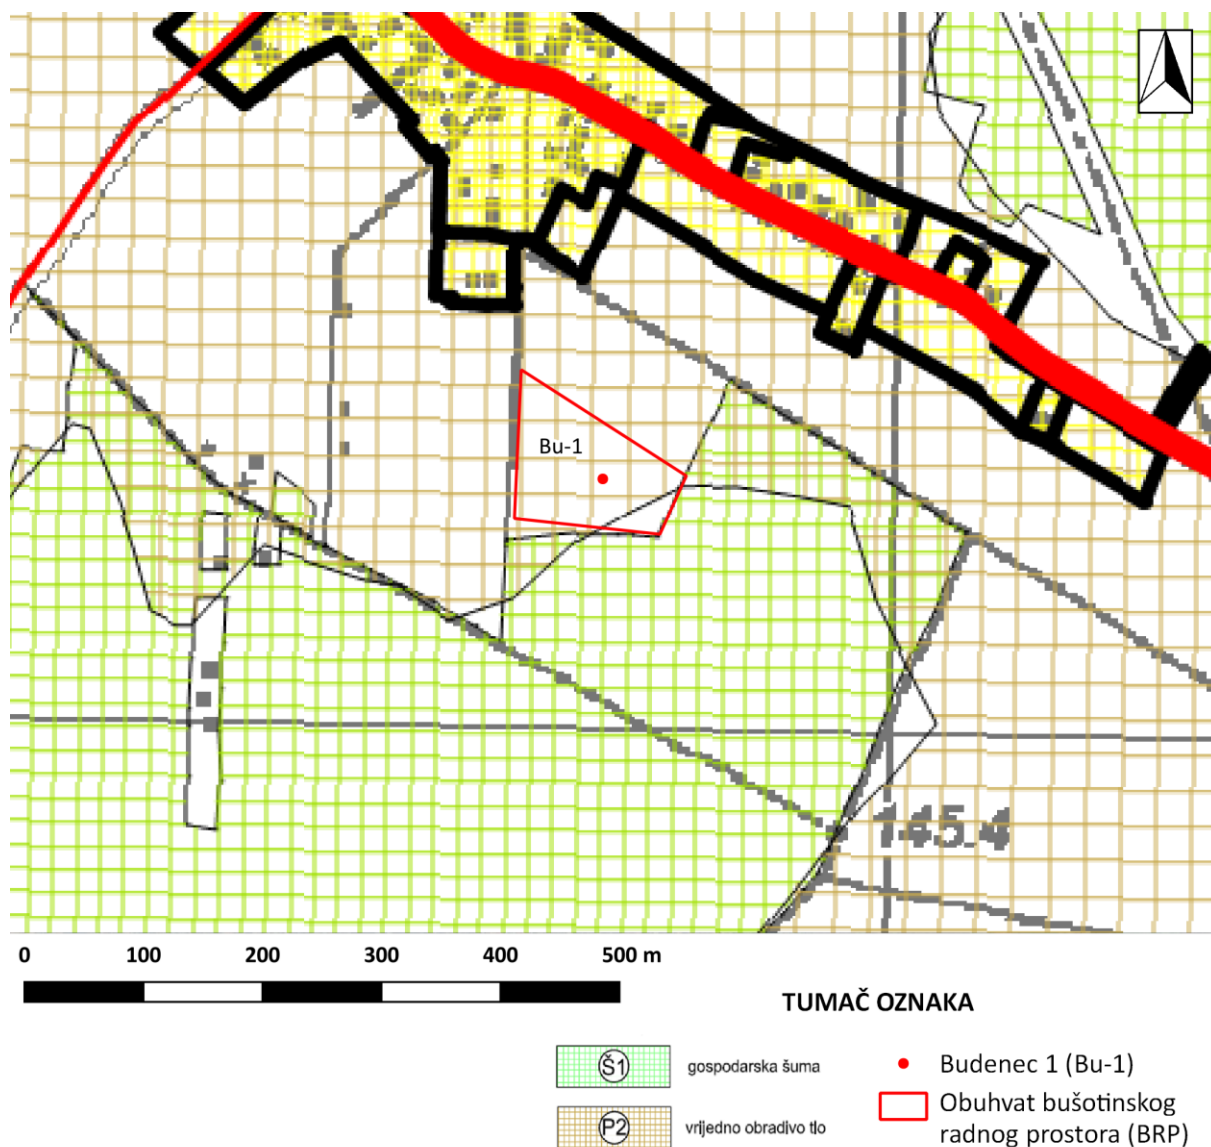 Bu-1
145.4
0 100 200 300 400 500 m
TUMAČ OZNAKA
Š1 gospodarska šuma
P2 vrijedno obradivo tlo
Budenec 1 (Bu-1)
Obuhvat bušotinskog
radnog prostora (BRP)